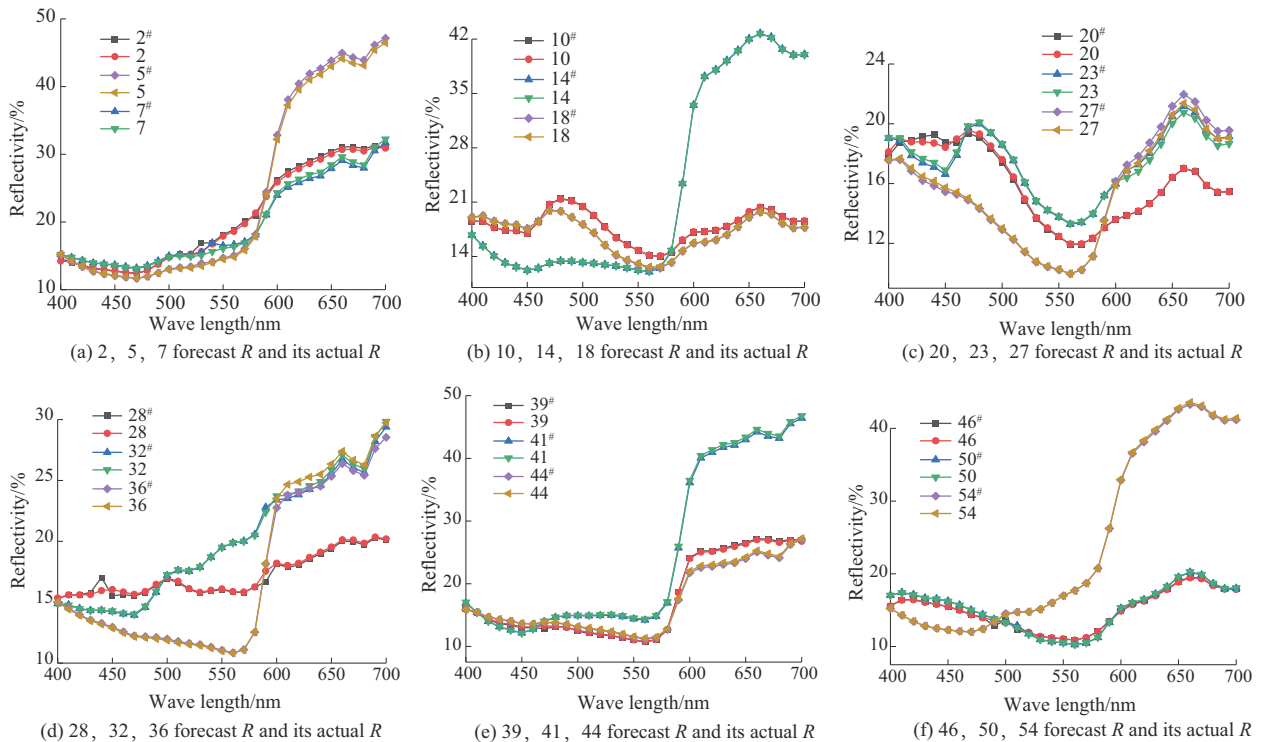 50
40
30
20
10
Reflectivity/%
2#
2
5#
5
7#
7
400 450 500 550 600 650 700
Wave length/nm
(a) 2, 5, 7 forecast R and its actual R
42
35
28
21
14
Reflectivity/%
10#
10
14#
14
18#
18
400 450 500 550 600 650 700
Wave length/nm
(b) 10, 14, 18 forecast R and its actual R
24
20
16
12
Reflectivity/%
20#
20
23#
23
27#
27
400 450 500 550 600 650 700
Wave length/nm
(c) 20, 23, 27 forecast R and its actual R
30
25
20
15
10
Reflectivity/%
28#
28
32#
32
36#
36
400 450 500 550 600 650 700
Wave length/nm
(d) 28, 32, 36 forecast R and its actual R
50
40
30
20
10
Reflectivity/%
39#
39
41#
41
44#
44
400 450 500 550 600 650 700
Wave length/nm
(e) 39, 41, 44 forecast R and its actual R
40
30
20
10
Reflectivity/%
46#
46
50#
50
54#
54
400 450 500 550 600 650 700
Wave length/nm
(f) 46, 50, 54 forecast R and its actual R